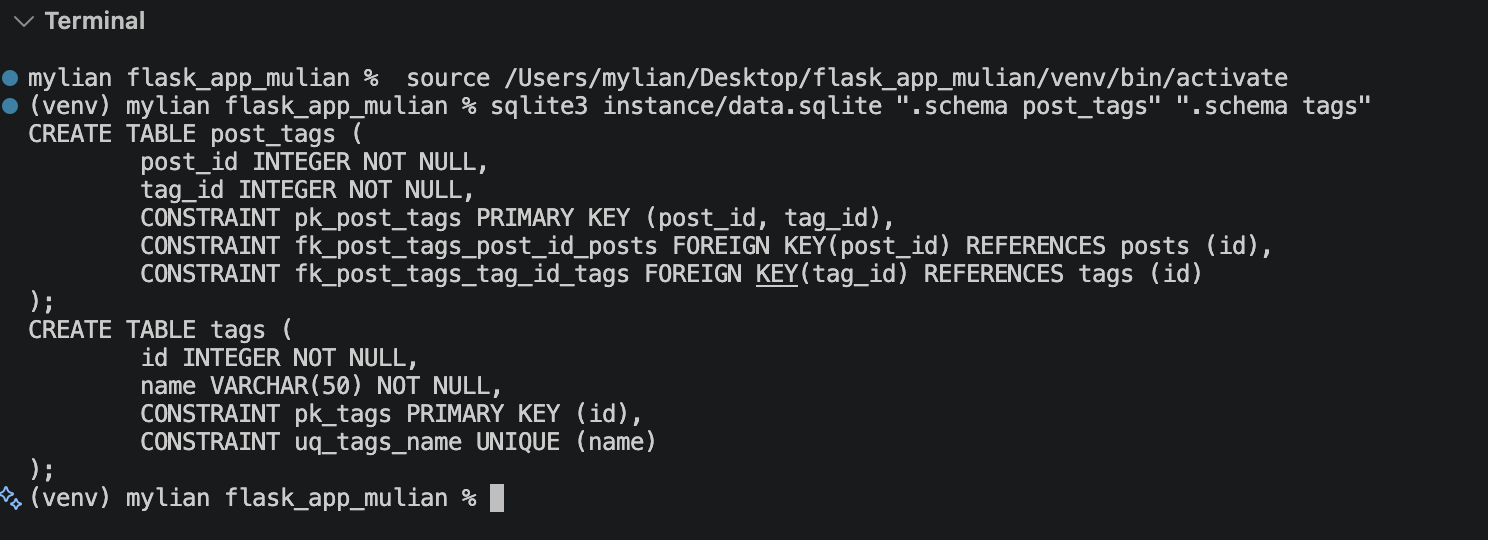 Terminal
mylian flask_app_mulian %  source /Users/mylian/Desktop/flask_app_mulian/venv/bin/activate
(venv) mylian flask_app_mulian % sqlite3 instance/data.sqlite ".schema post_tags" ".schema tags"
CREATE TABLE post_tags (
        post_id INTEGER NOT NULL,
        tag_id INTEGER NOT NULL,
        CONSTRAINT pk_post_tags PRIMARY KEY (post_id, tag_id),
        CONSTRAINT fk_post_tags_post_id_posts FOREIGN KEY(post_id) REFERENCES posts (id),
        CONSTRAINT fk_post_tags_tag_id_tags FOREIGN KEY(tag_id) REFERENCES tags (id)
);
CREATE TABLE tags (
        id INTEGER NOT NULL,
        name VARCHAR(50) NOT NULL,
        CONSTRAINT pk_tags PRIMARY KEY (id),
        CONSTRAINT uq_tags_name UNIQUE (name)
);
(venv) mylian flask_app_mulian %